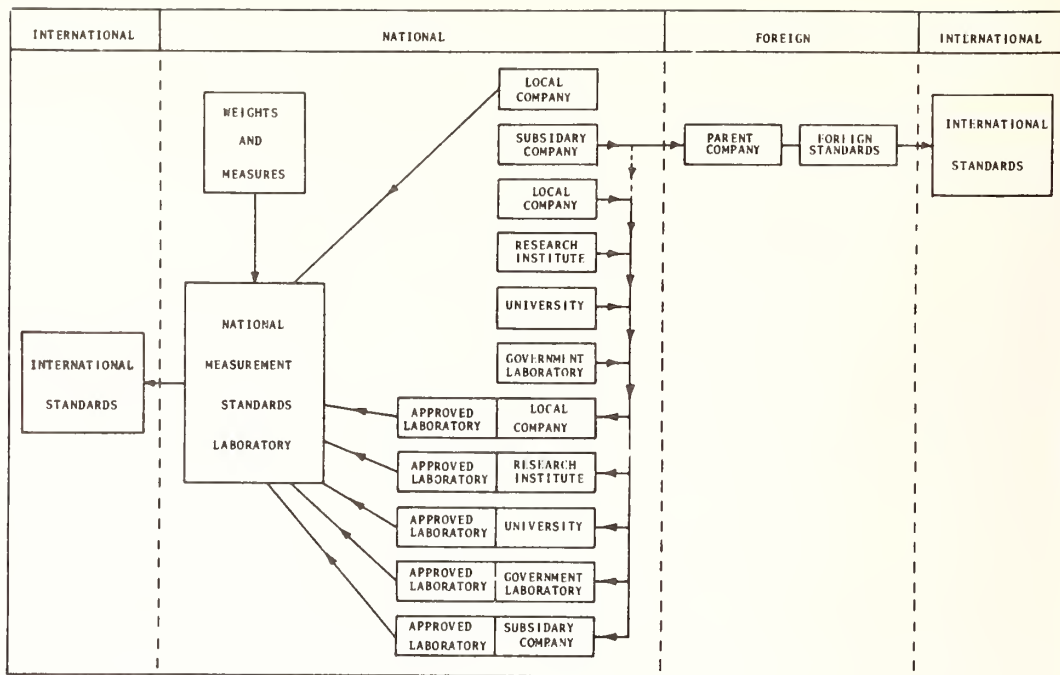 INTERNATIONAL
NATIONAL
FOREIGN
INTERNATIONAL
WEIGHTS
AND
MEASURES
LOCAL
COMPANY
SUBSIDARY
COMPANY
PARENT
COMPANY
FOREIGN
STANDARDS
INTERNATIONAL
STANDARDS
LOCAL
COMPANY
RESEARCH
INSTITUTE
UNIVERSITY
GOVERNMENT
LABORATORY
INTERNATIONAL
STANDARDS
NATIONAL
MEASUREMENT
STANDARDS
LABORATORY
APPROVED
LABORATORY
LOCAL
COMPANY
APPROVED
LABORATORY
RESEARCH
INSTITUTE
APPROVED
LABORATORY
UNIVERSITY
APPROVED
LABORATORY
GOVERNMENT
LABORATORY
APPROVED
LABORATORY
SUBSIDARY
COMPANY